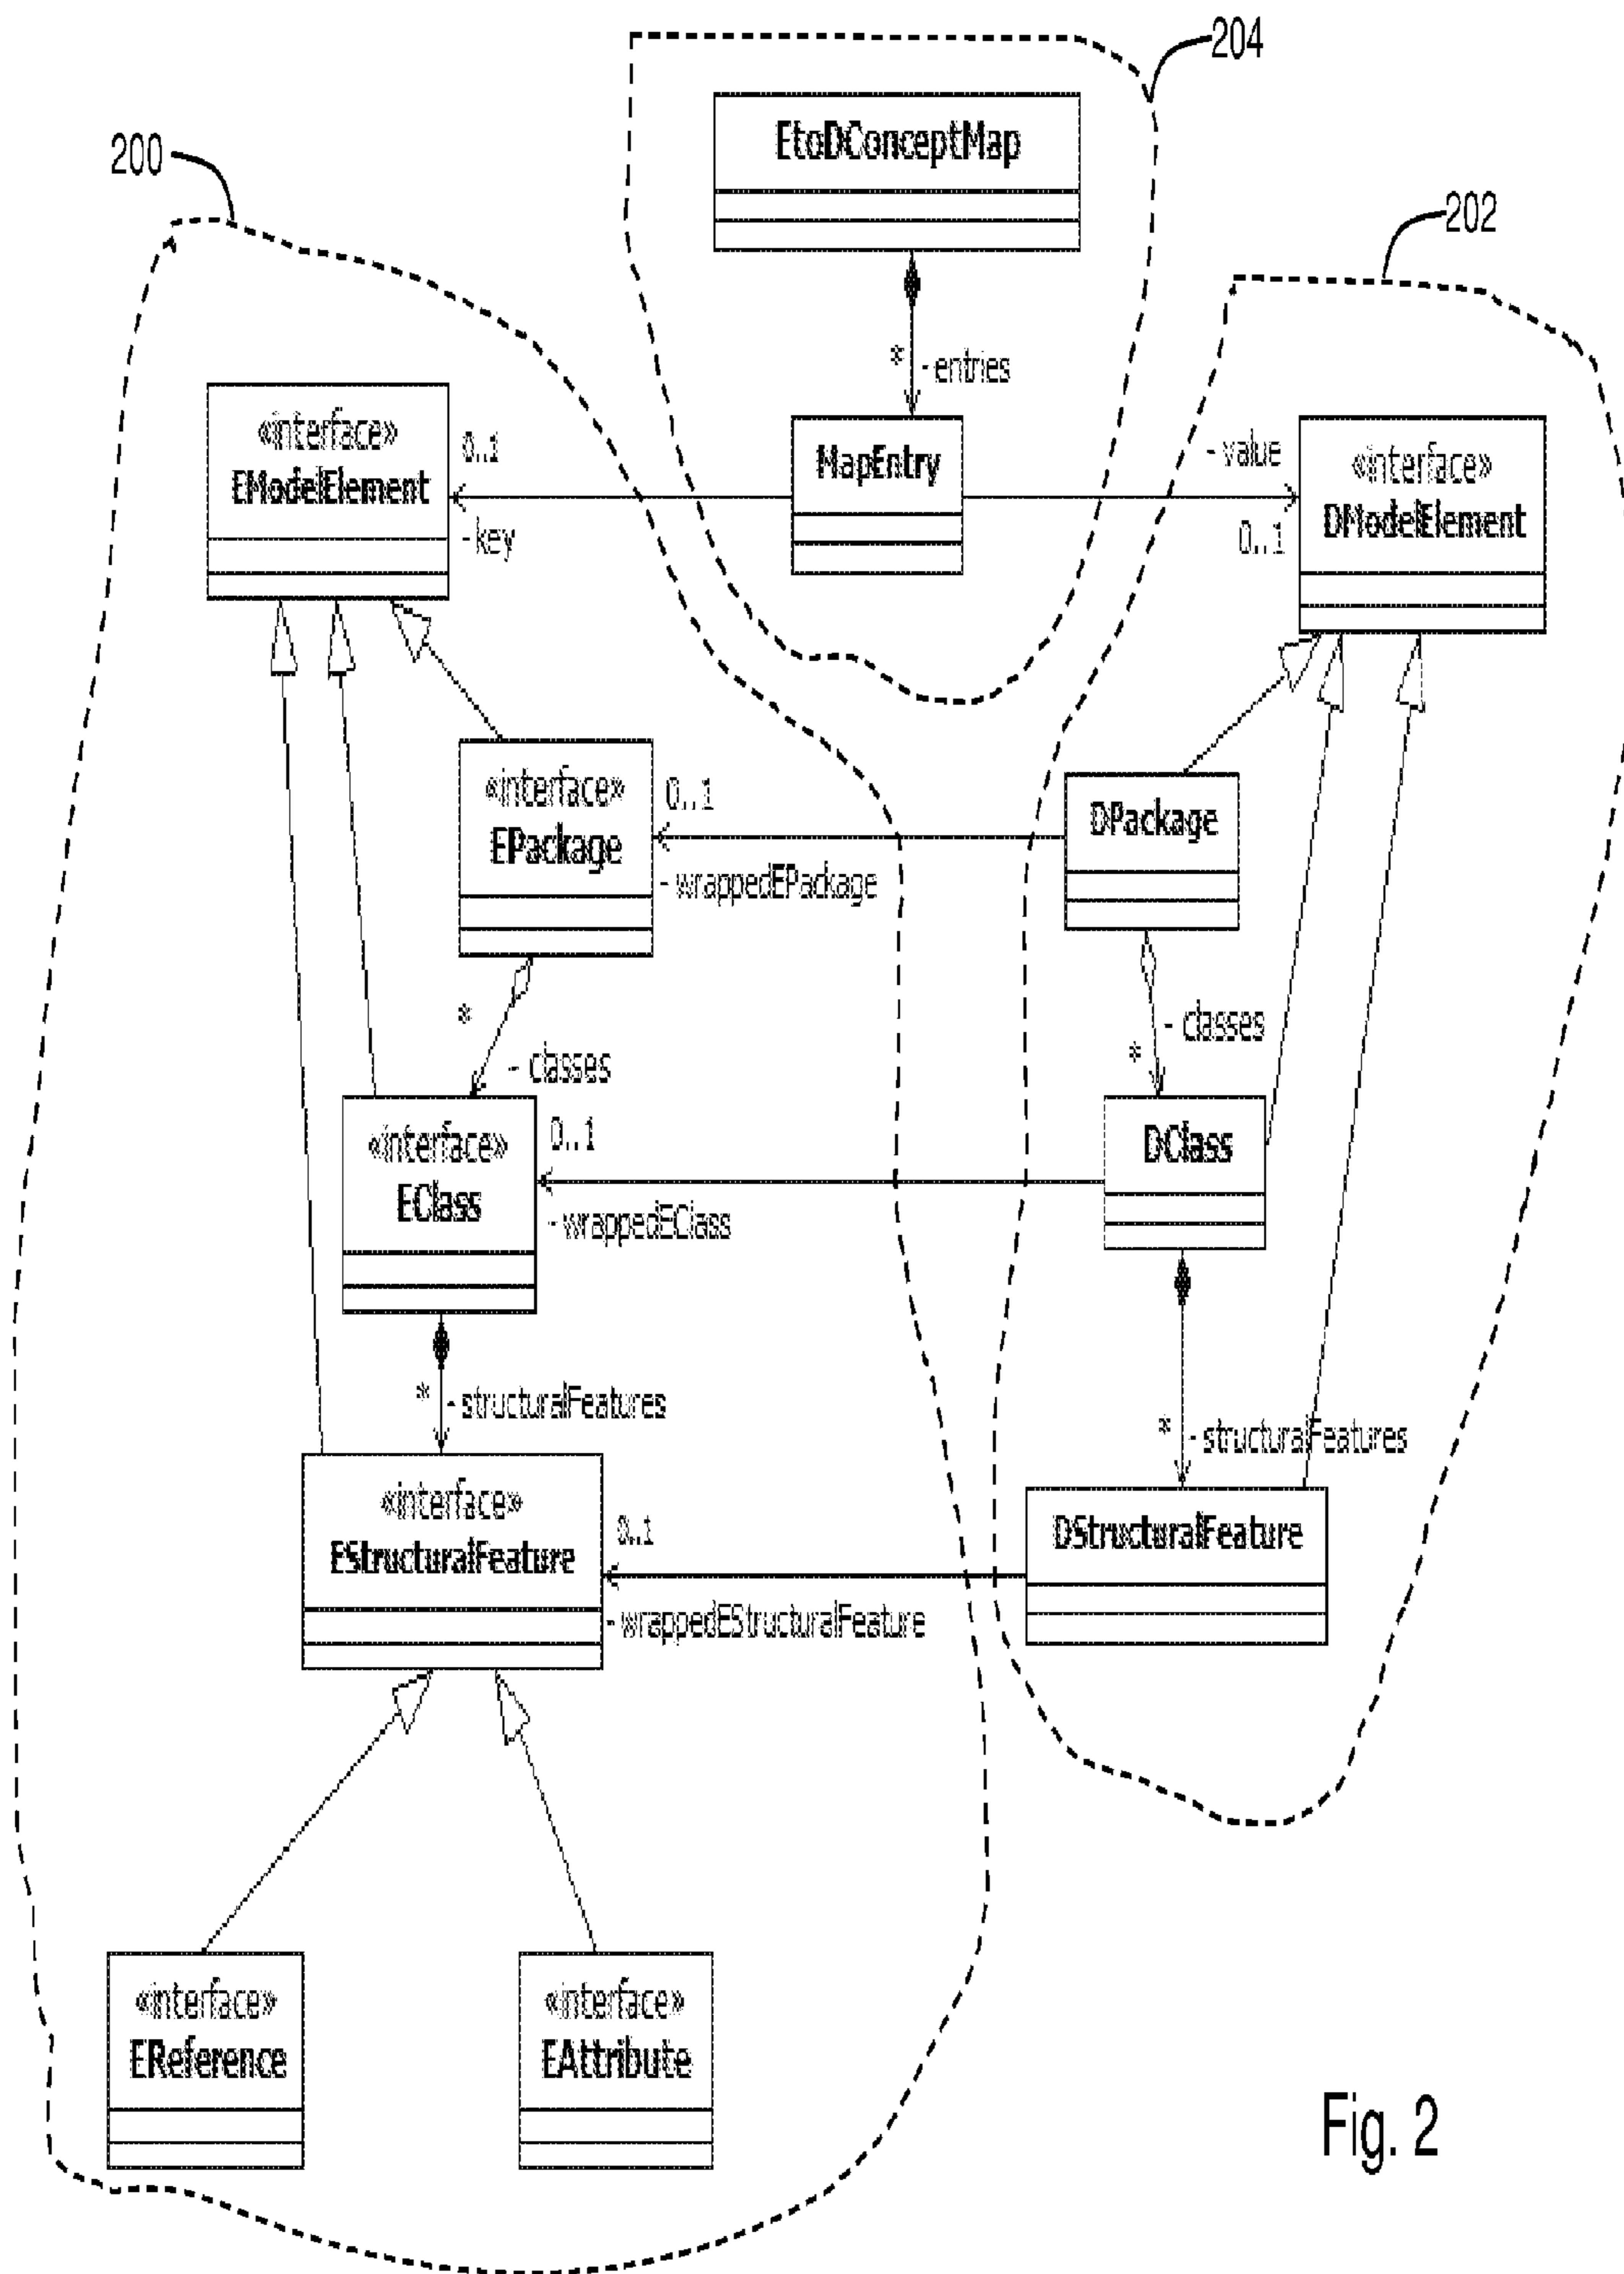 204
EtoDConceptMap
200
202
* - entries
«interface»
EModelElement
0..1
- key
MapEntry
- value
0..1
«interface»
DModelElement
«interface»
EPackage
0..1
- wrappedEPackage
DPackage
*
- classes
- classes
*
«interface»
EClass
0..1
- wrappedEClass
DClass
* - structuralFeatures
* - structuralFeatures
«interface»
EStructuralFeature
0..1
- wrappedEStructuralFeature
DStructuralFeature
«interface»
EReference
«interface»
EAttribute
Fig. 2